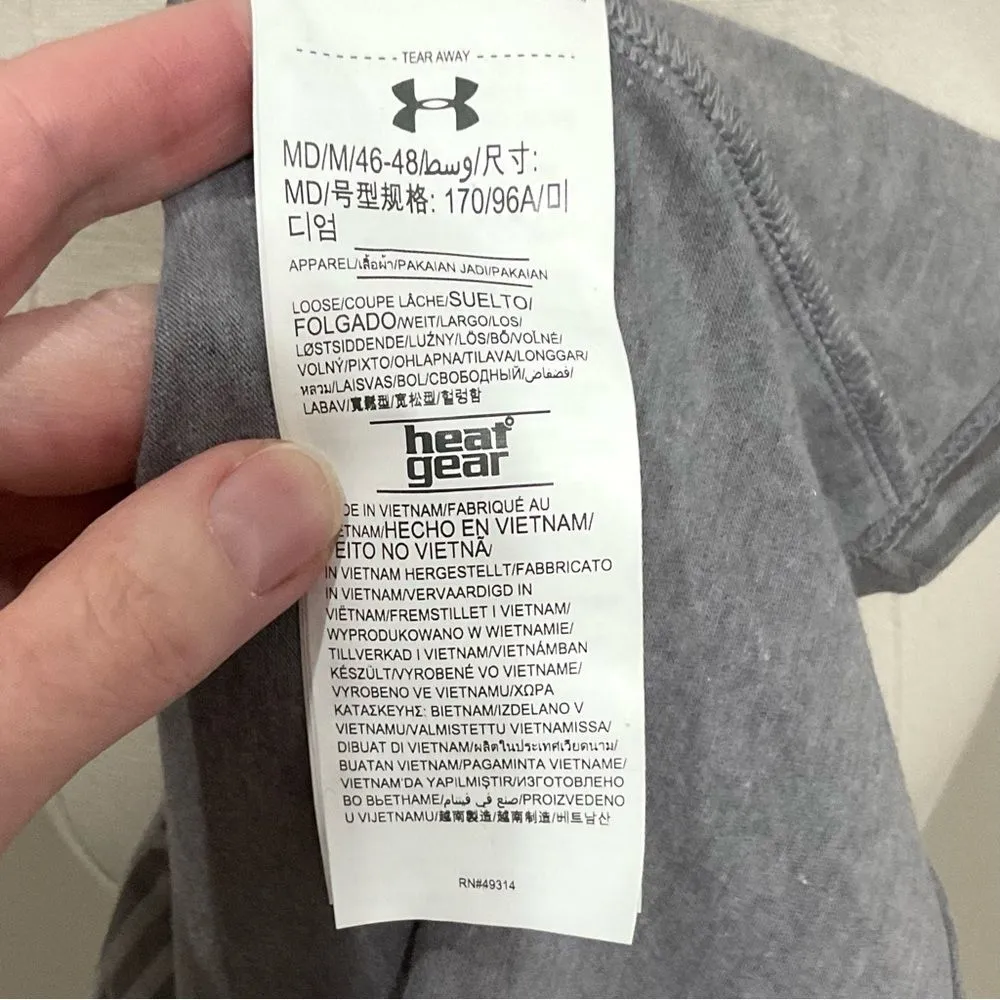 TEAR AWAY
MD/M/46-48/وسط/尺寸:
MD/号型规格: 170/96A/미
디엄
APPAREL/เสื้อผ้า/PAKAIAN JADI/PAKAIAN
LOOSE/COUPE LÂCHE/SUELTO/
FOLGADO/WEIT/LARGO/LOS/
LØSTSIDDENDE/LUŹNY/LÖS/BŐ/VOĽNÉ/
VOLNÝ/ΡΙΧΤΟ/OHLAPNA/TILAVA/LONGGAR/
หลวม/LAISVAS/BOL/СВОБОДНЫЙ/فضفاض/
LABAV/寬鬆型/宽松型/헐렁함
heat
gear
DE IN VIETNAM/FABRIQUÉ AU
ETNAM/HECHO EN VIETNAM/
EITO NO VIETNÃ/
IN VIETNAM HERGESTELLT/FABBRICATO
IN VIETNAM/VERVAARDIGD IN
VIËTNAM/FREMSTILLET I VIETNAM/
WYPRODUKOWANO W WIETNAMIE/
TILLVERKAD I VIETNAM/VIETNÁMBAN
KÉSZÜLT/VYROBENÉ VO VIETNAME/
VYROBENO VE VIETNAMU/ΧΩΡΑ
ΚΑΤΑΣΚΕΥΗΣ: ΒΙΕΤΝΑΜ/IZDELANO V
VIETNAMU/VALMISTETTU VIETNAMISSA/
DIBUAT DI VIETNAM/ผลิตในประเทศเวียดนาม/
BUATAN VIETNAM/PAGAMINTA VIETNAME/
VIETNAM'DA YAPILMIŞTIR/ИЗГОТОВЛЕНО
ВО ВЬЕТНАМЕ/صنع في فيتنام/PROIZVEDENO
U VIJETNAMU/越南製造/越南制造/베트남산
RN#49314